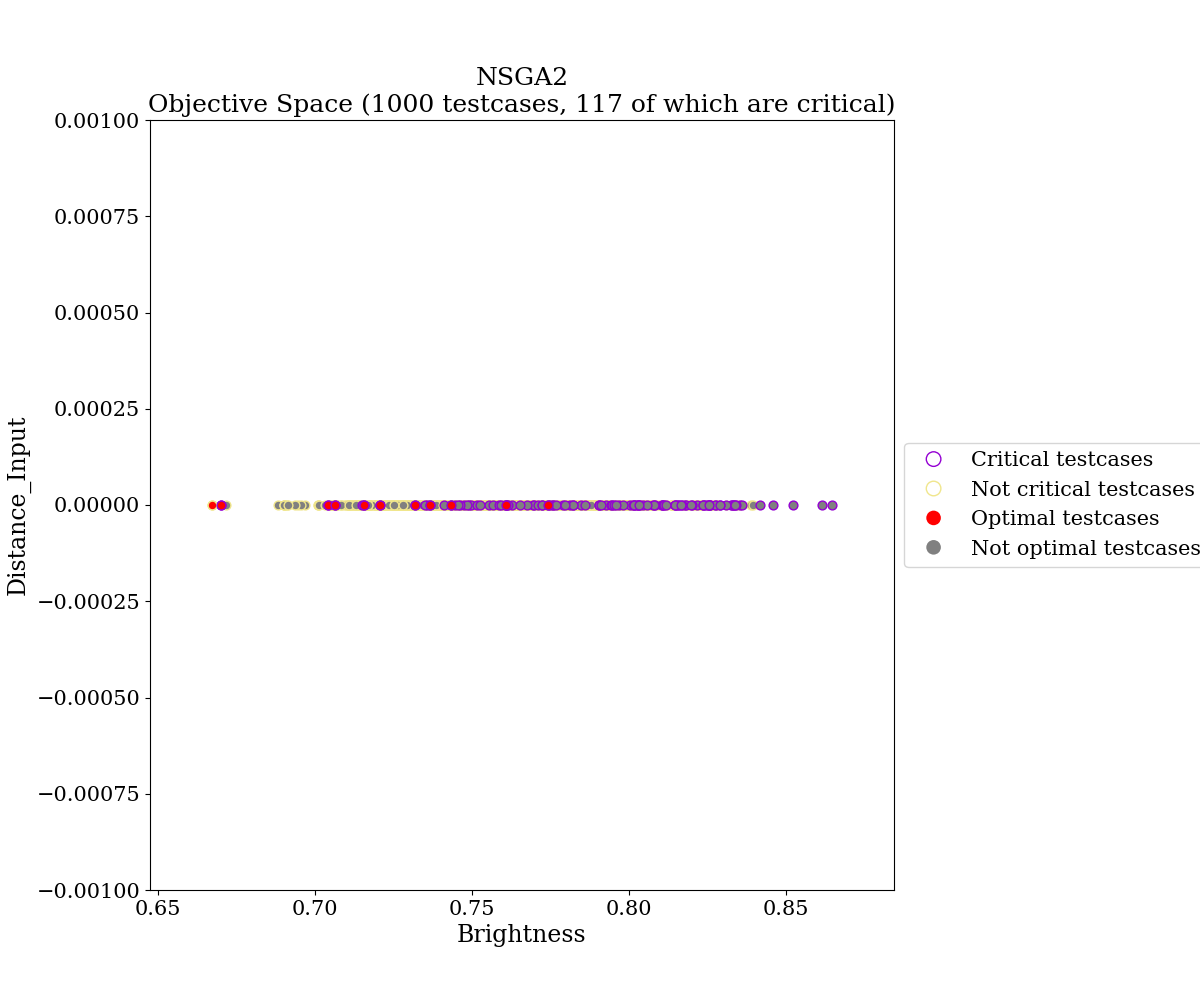 NSGA2
Objective Space (1000 testcases, 117 of which are critical)
0.00100
0.00075
0.00050
0.00025
0.00000
−0.00025
−0.00050
−0.00075
−0.00100
Distance_Input
0.65
0.70
0.75
0.80
0.85
Brightness
Critical testcases
Not critical testcases
Optimal testcases
Not optimal testcases